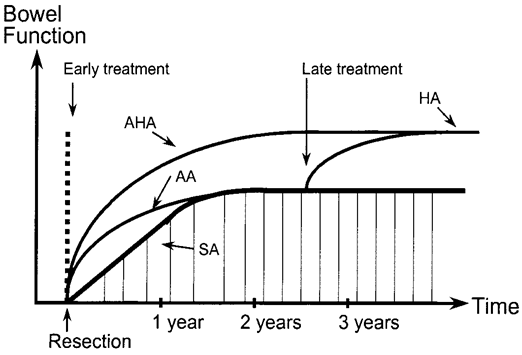 Bowel
Function
Early treatment
Late treatment
HA
AHA
AA
SA
Time
1 year
2 years
3 years
Resection